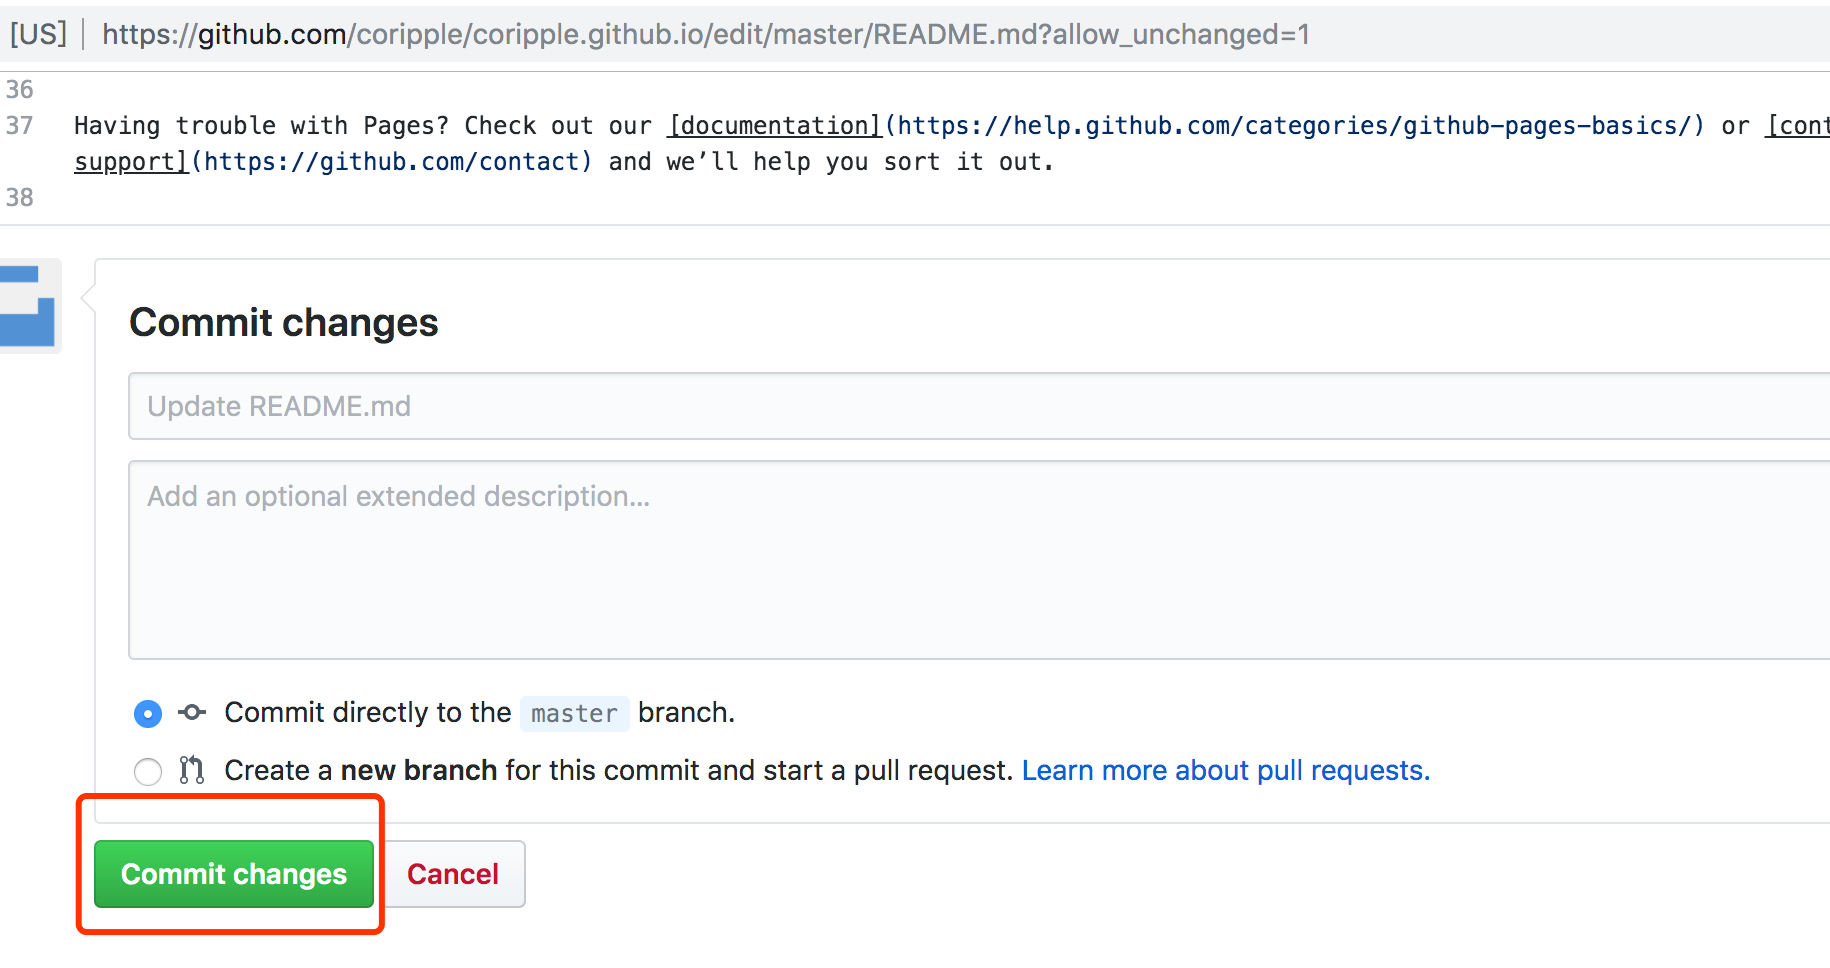 [US] | https://github.com/coripple/coripple.github.io/edit/master/README.md?allow_unchanged=1
36
37 Having trouble with Pages? Check out our [documentation](https://help.github.com/categories/github-pages-basics/) or [cont
support](https://github.com/contact) and we’ll help you sort it out.
38
Commit changes
Update README.md
Add an optional extended description...
Commit directly to the master branch.
Create a new branch for this commit and start a pull request. Learn more about pull requests.
Commit changes Cancel